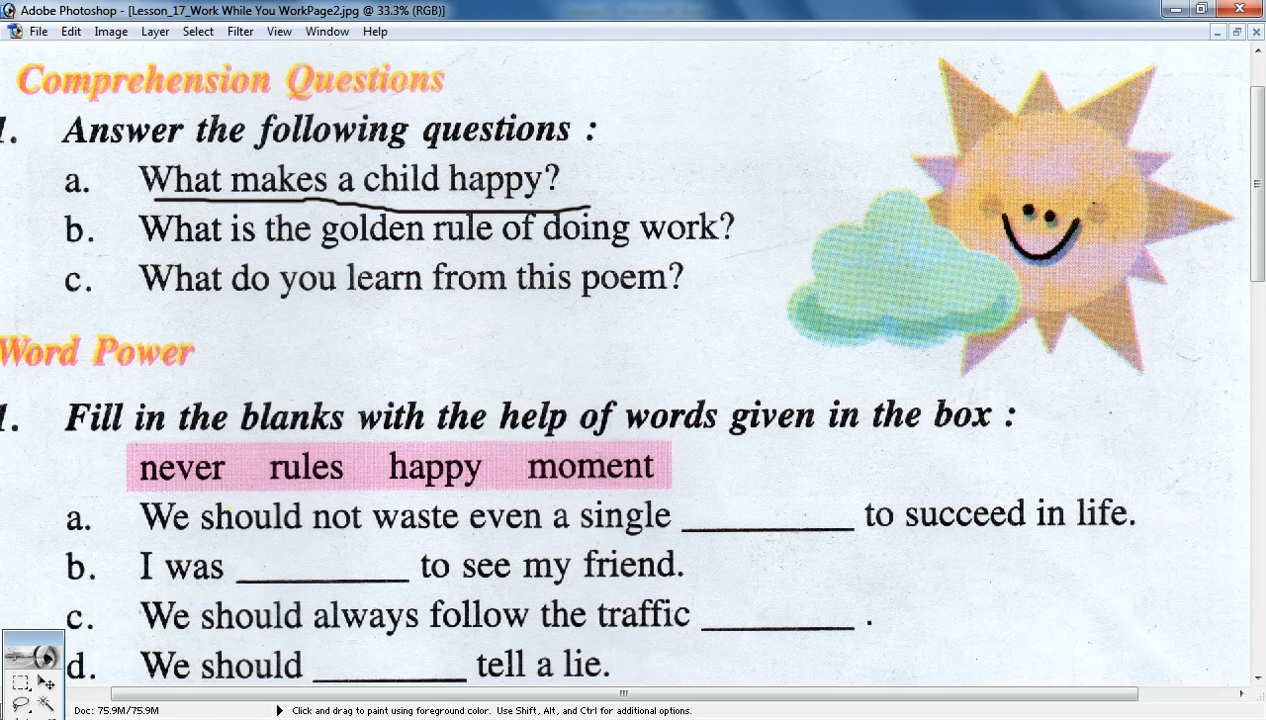 Adobe Photoshop - [Lesson_17_Work While You WorkPage2.jpg @ 33.3% (RGB)]
File Edit Image Layer Select Filter View Window Help
Comprehension Questions
1. Answer the following questions :
a. What makes a child happy?
b. What is the golden rule of doing work?
c. What do you learn from this poem?
Word Power
1. Fill in the blanks with the help of words given in the box :
never rules happy moment
a. We should not waste even a single __________ to succeed in life.
b. I was __________ to see my friend.
c. We should always follow the traffic _________ .
d. We should _________ tell a lie.
Doc: 75.9M/75.9M Click and drag to paint using foreground color. Use Shift, Alt, and Ctrl for additional options.